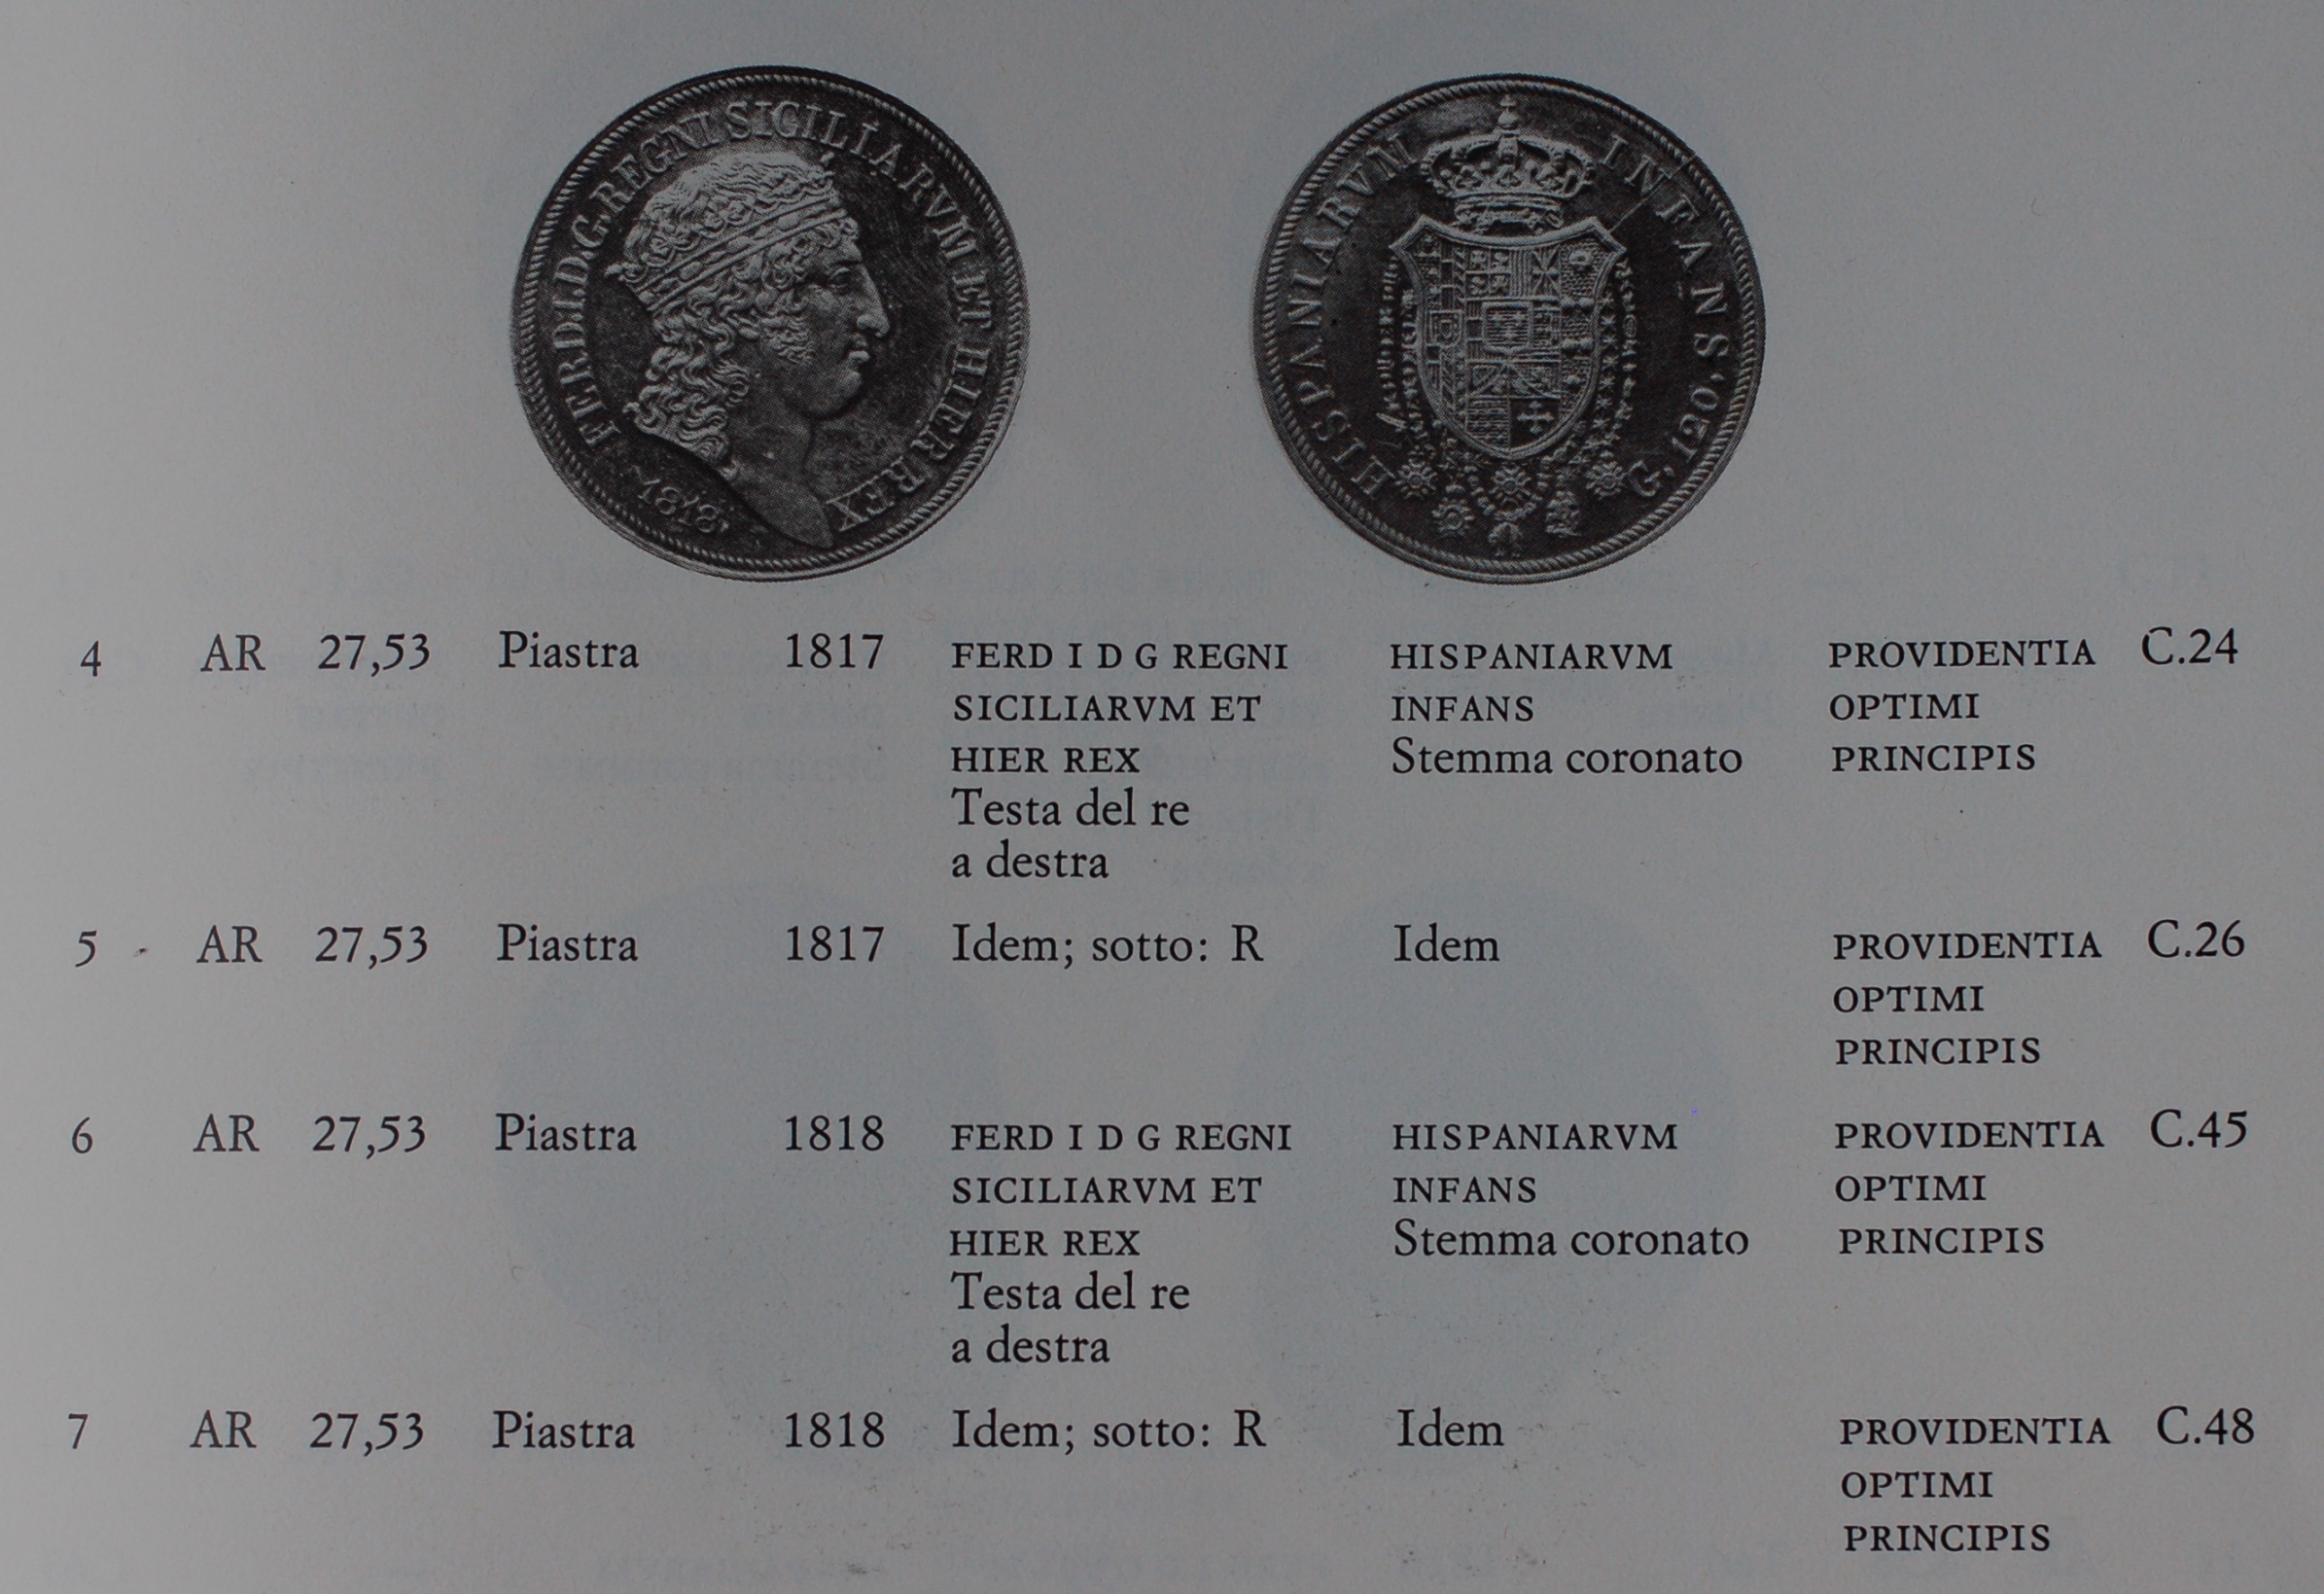 FERD.I.D.G.REGNI SICILIARVM ET HIER REX
1818.
HISPANIARVM INFANS. G. 120.
4 AR 27,53 Piastra 1817 FERD I D G REGNI HISPANIARVM PROVIDENTIA C.24
SICILIARVM ET INFANS OPTIMI
HIER REX Stemma coronato PRINCIPIS
Testa del re
a destra
5 AR 27,53 Piastra 1817 Idem; sotto: R Idem PROVIDENTIA C.26
OPTIMI
PRINCIPIS
6 AR 27,53 Piastra 1818 FERD I D G REGNI HISPANIARVM PROVIDENTIA C.45
SICILIARVM ET INFANS OPTIMI
HIER REX Stemma coronato PRINCIPIS
Testa del re
a destra
7 AR 27,53 Piastra 1818 Idem; sotto: R Idem PROVIDENTIA C.48
OPTIMI
PRINCIPIS